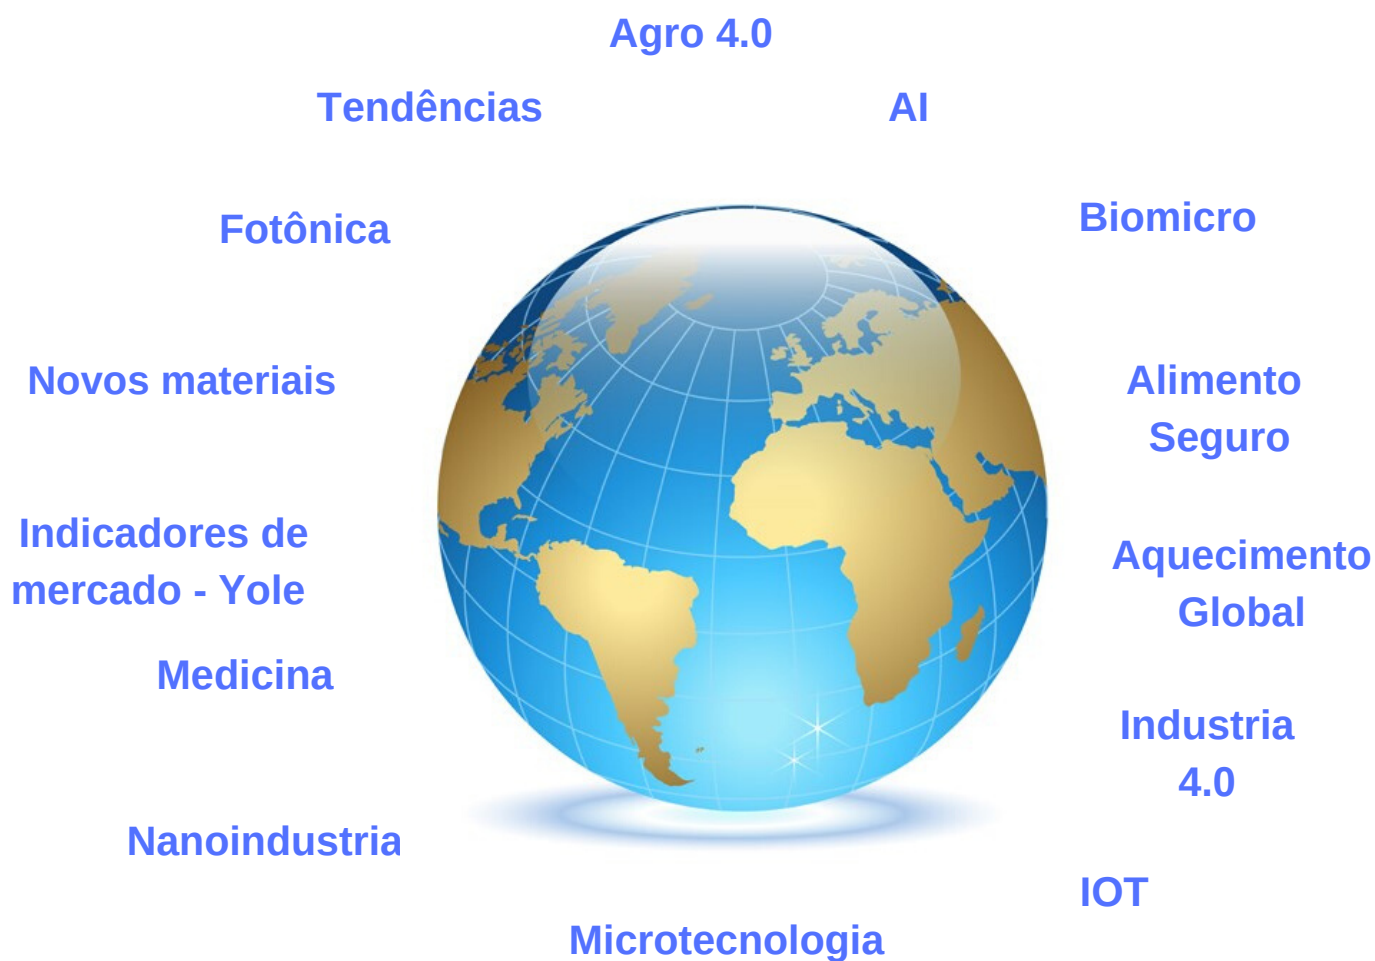 Agro 4.0
Tendências
AI
Fotônica
Biomicro
Novos materiais
Alimento
Seguro
Indicadores de
mercado - Yole
Aquecimento
Global
Medicina
Industria
4.0
Nanoindustria
IOT
Microtecnologia